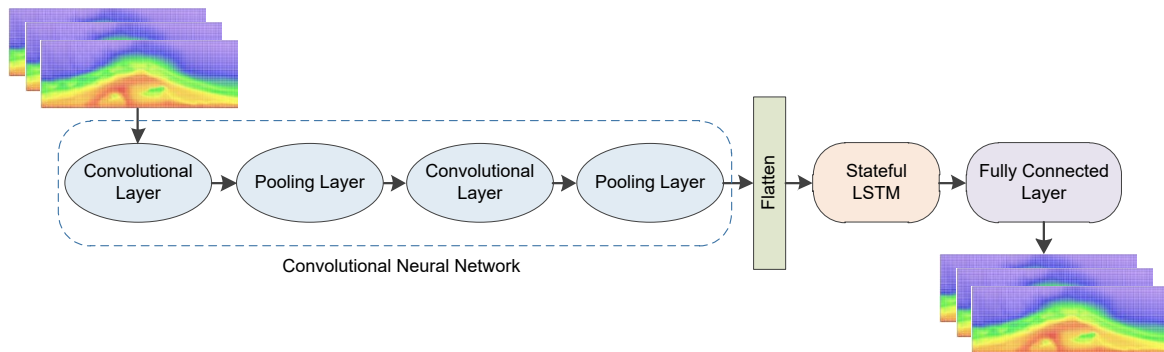 Convolutional
Layer
Pooling Layer
Convolutional
Layer
Pooling Layer
Flatten
Stateful
LSTM
Fully Connected
Layer
Convolutional Neural Network